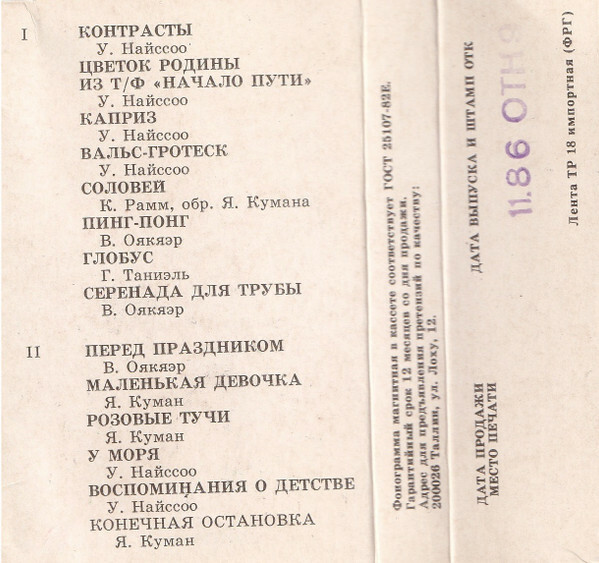 I
КОНТРАСТЫ
У. Найссоо
ЦВЕТОК РОДИНЫ
ИЗ Т/Ф «НАЧАЛО ПУТИ»
У. Найссоо
КАПРИЗ
У. Найссоо
ВАЛЬС-ГРОТЕСК
У. Найссоо
СОЛОВЕЙ
К. Рамм, обр. Я. Кумана
ПИНГ-ПОНГ
В. Оякяэр
ГЛОБУС
Г. Таниэль
СЕРЕНАДА ДЛЯ ТРУБЫ
В. Оякяэр
II
ПЕРЕД ПРАЗДНИКОМ
В. Оякяэр
МАЛЕНЬКАЯ ДЕВОЧКА
Я. Куман
РОЗОВЫЕ ТУЧИ
Я. Куман
У МОРЯ
У. Найссоо
ВОСПОМИНАНИЯ О ДЕТСТВЕ
У. Найссоо
КОНЕЧНАЯ ОСТАНОВКА
Я. Куман
Фонограмма магнитная в кассете соответствует ГОСТ 25107-82Е.
Гарантийный срок 12 месяцев со дня продажи.
Адрес для предъявления претензий по качеству:
200026 Таллин, ул. Лоху, 12.
ДАТА ПРОДАЖИ
МЕСТО ПЕЧАТИ
ДАТА ВЫПУСКА И ШТАМП ОТК
11.86 ОТН 9
Лента ТР 18 импортная (ФРГ)